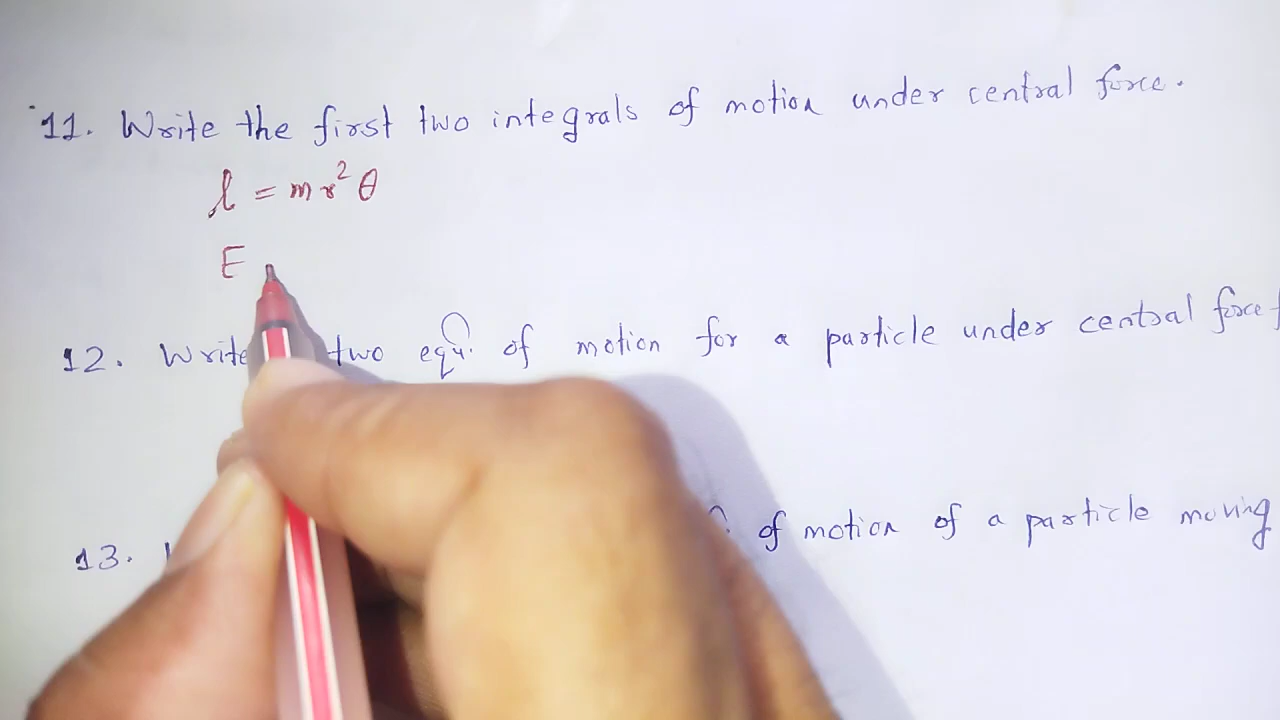 11. Write the first two integrals of motion under central force.
l = mr²θ
E
12. Write two eqn. of motion for a particle under central force
13. of motion of a particle moving